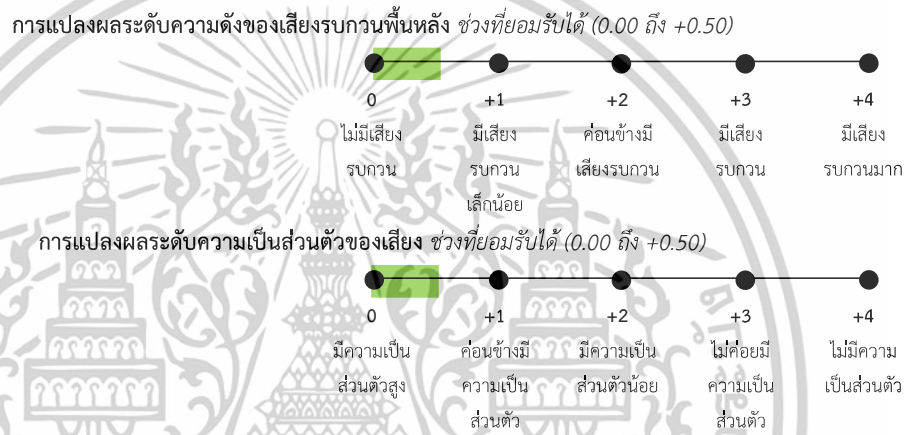 การแปลผลระดับความดังของเสียงรบกวนพื้นหลัง ช่วงที่ยอมรับได้ (0.00 ถึง +0.50)
0 +1 +2 +3 +4
ไม่มีเสียง มีเสียง ค่อนข้างมี มีเสียง มีเสียง
รบกวน รบกวน เสียงรบกวน รบกวน รบกวนมาก
เล็กน้อย
การแปลผลระดับความเป็นส่วนตัวของเสียง ช่วงที่ยอมรับได้ (0.00 ถึง +0.50)
0 +1 +2 +3 +4
มีความเป็น ค่อนข้างมี มีความเป็น ไม่ค่อยมี ไม่มีความ
ส่วนตัวสูง ความเป็น ส่วนตัวน้อย ความเป็น เป็นส่วนตัว
ส่วนตัว ส่วนตัว